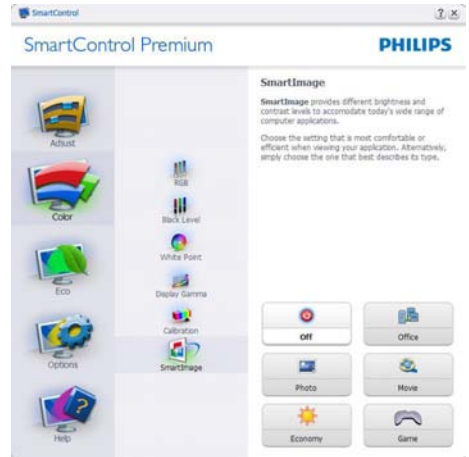 SmartControl
SmartControl Premium
PHILIPS
Adjust
Color
Eco
Options
Help
RGB
Black Level
White Point
Display Gamma
Calibration
SmartImage
SmartImage
SmartImage provides different brightness and
contrast levels to accomodate today's wide range of
computer applications.
Choose the setting that is most comfortable or
efficient when viewing your application. Alternatively,
simply choose the one that best describes its type.
Off
Office
Photo
Movie
Economy
Game